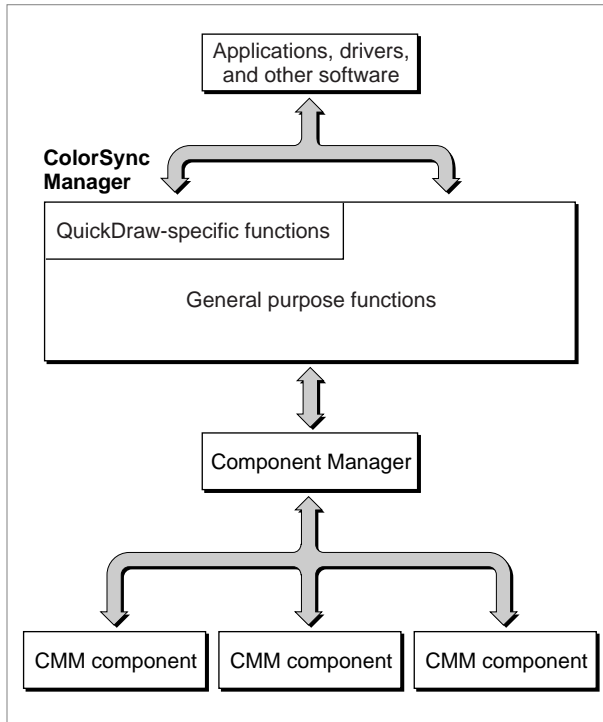 Applications, drivers,
and other software
ColorSync
Manager
QuickDraw-specific functions
General purpose functions
Component Manager
CMM component
CMM component
CMM component